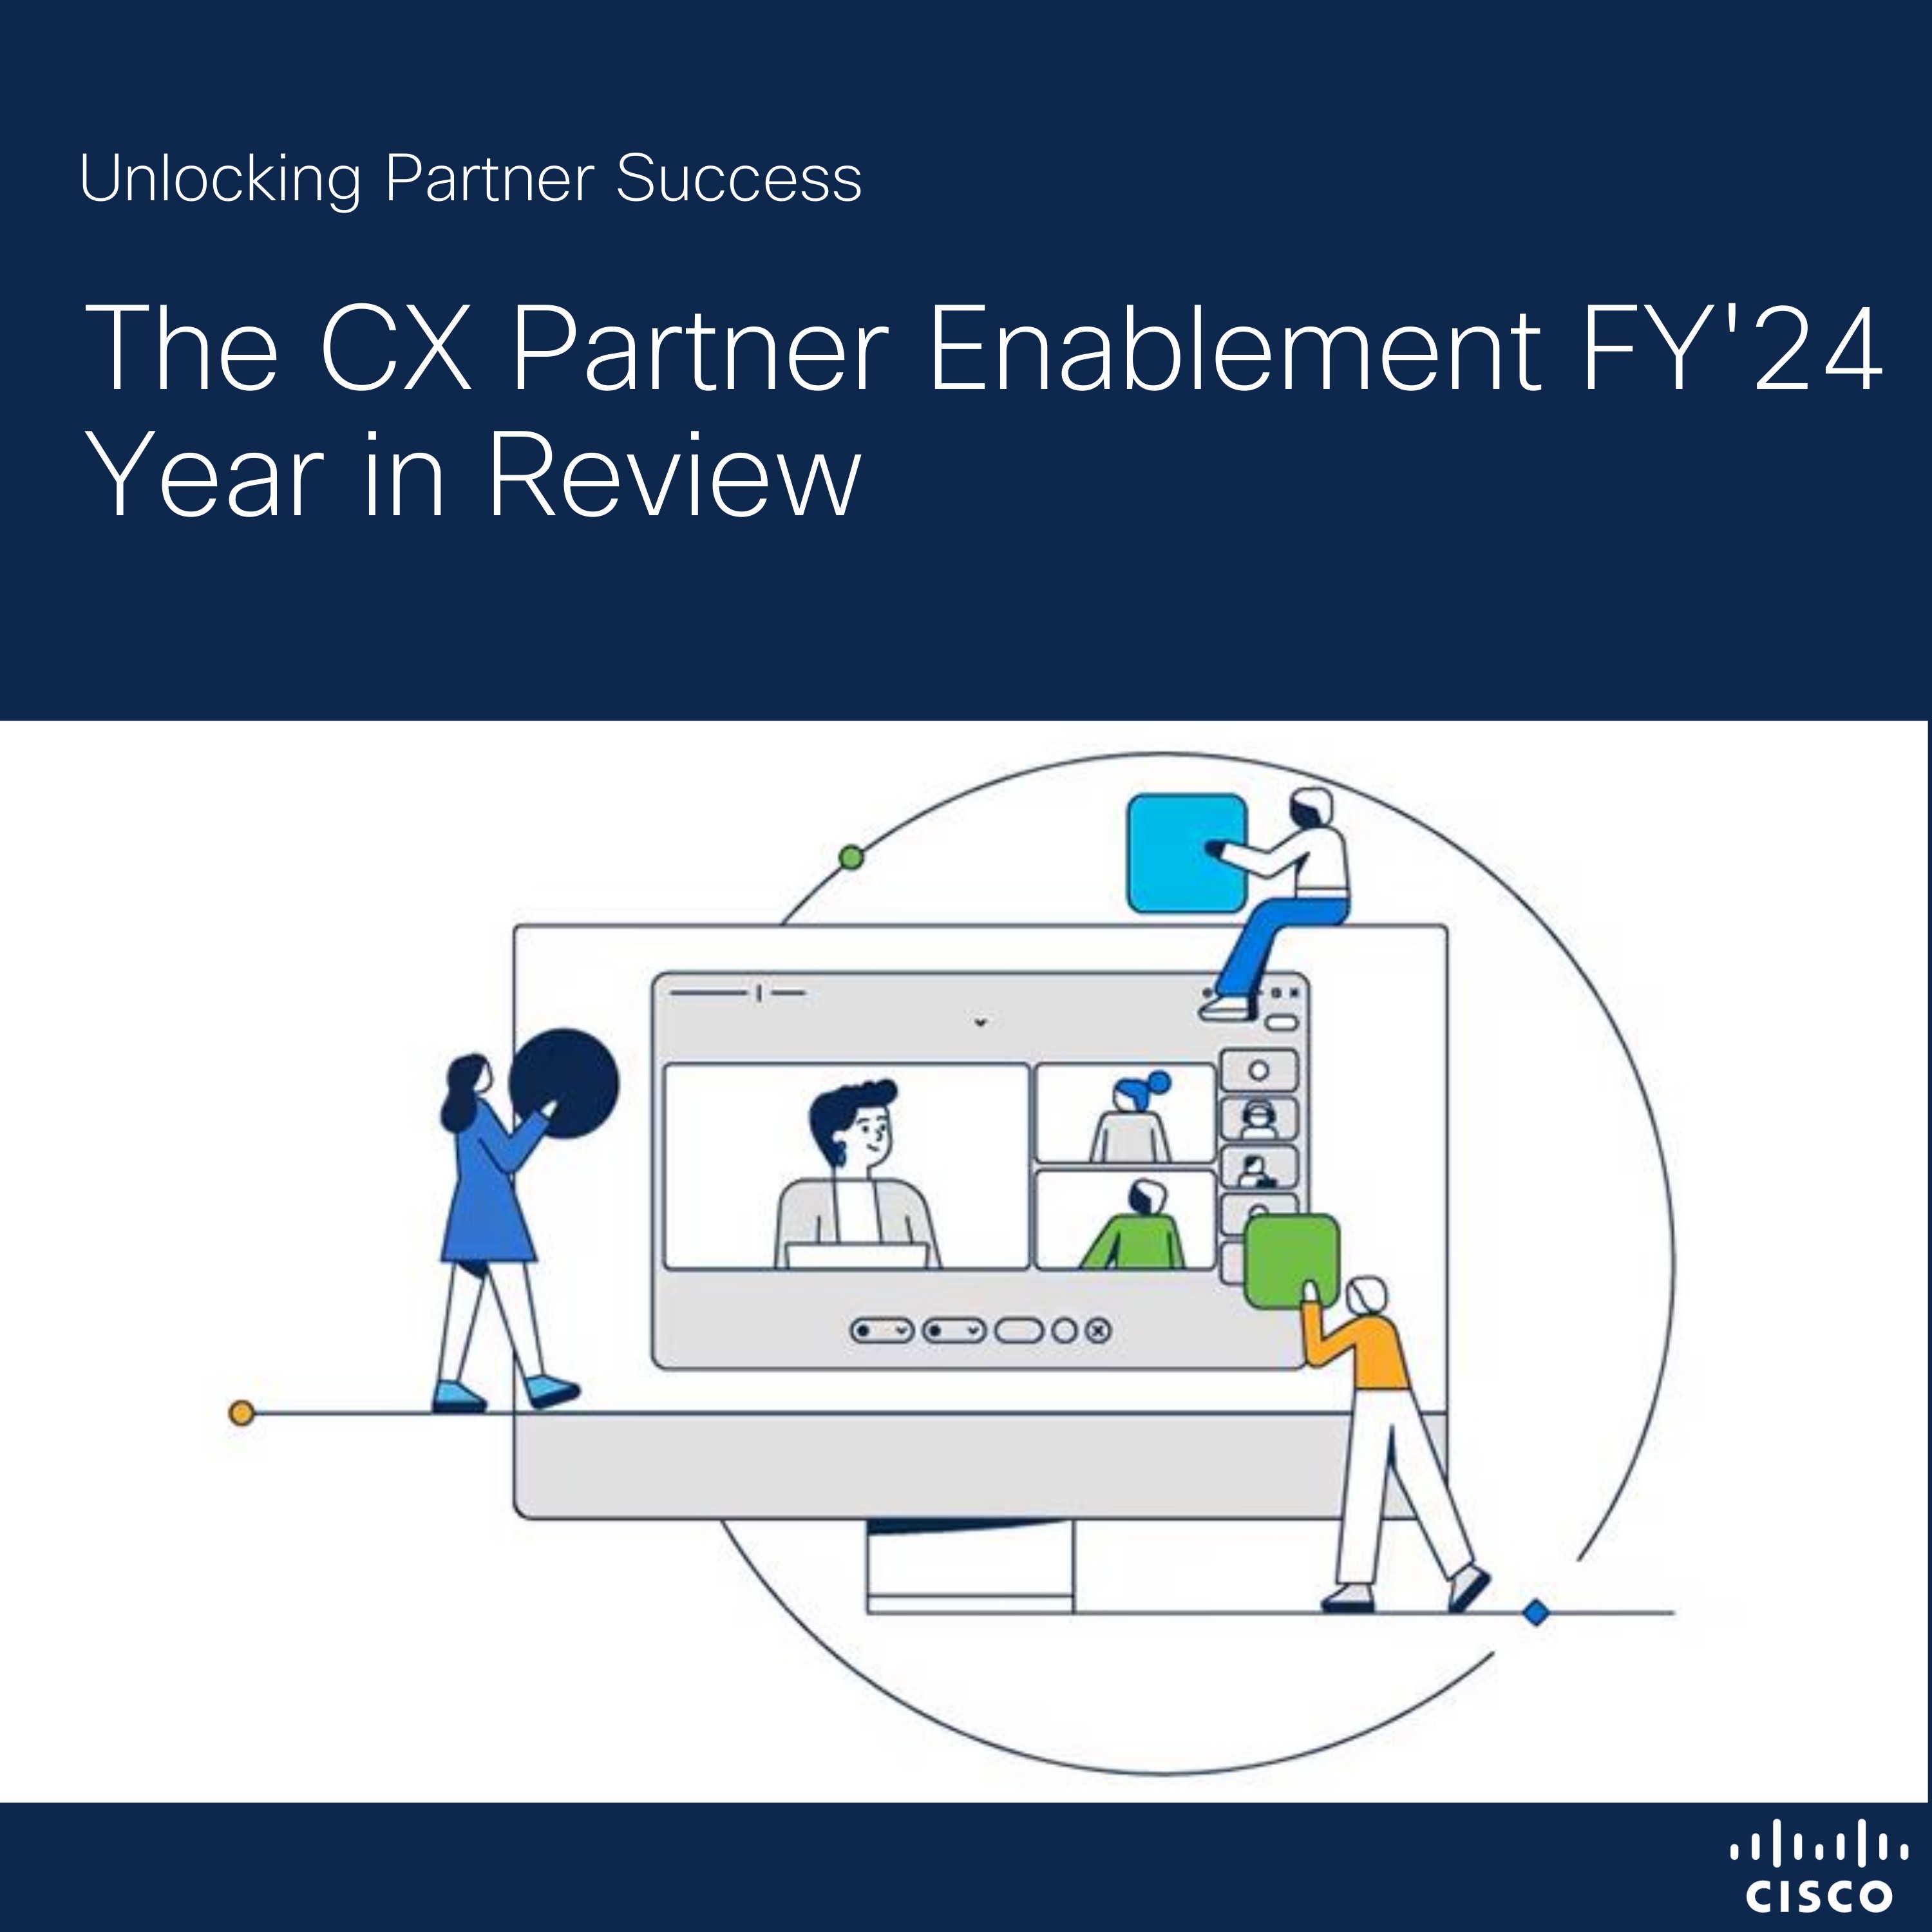 Unlocking Partner Success
The CX Partner Enablement FY'24
Year in Review
CISCO